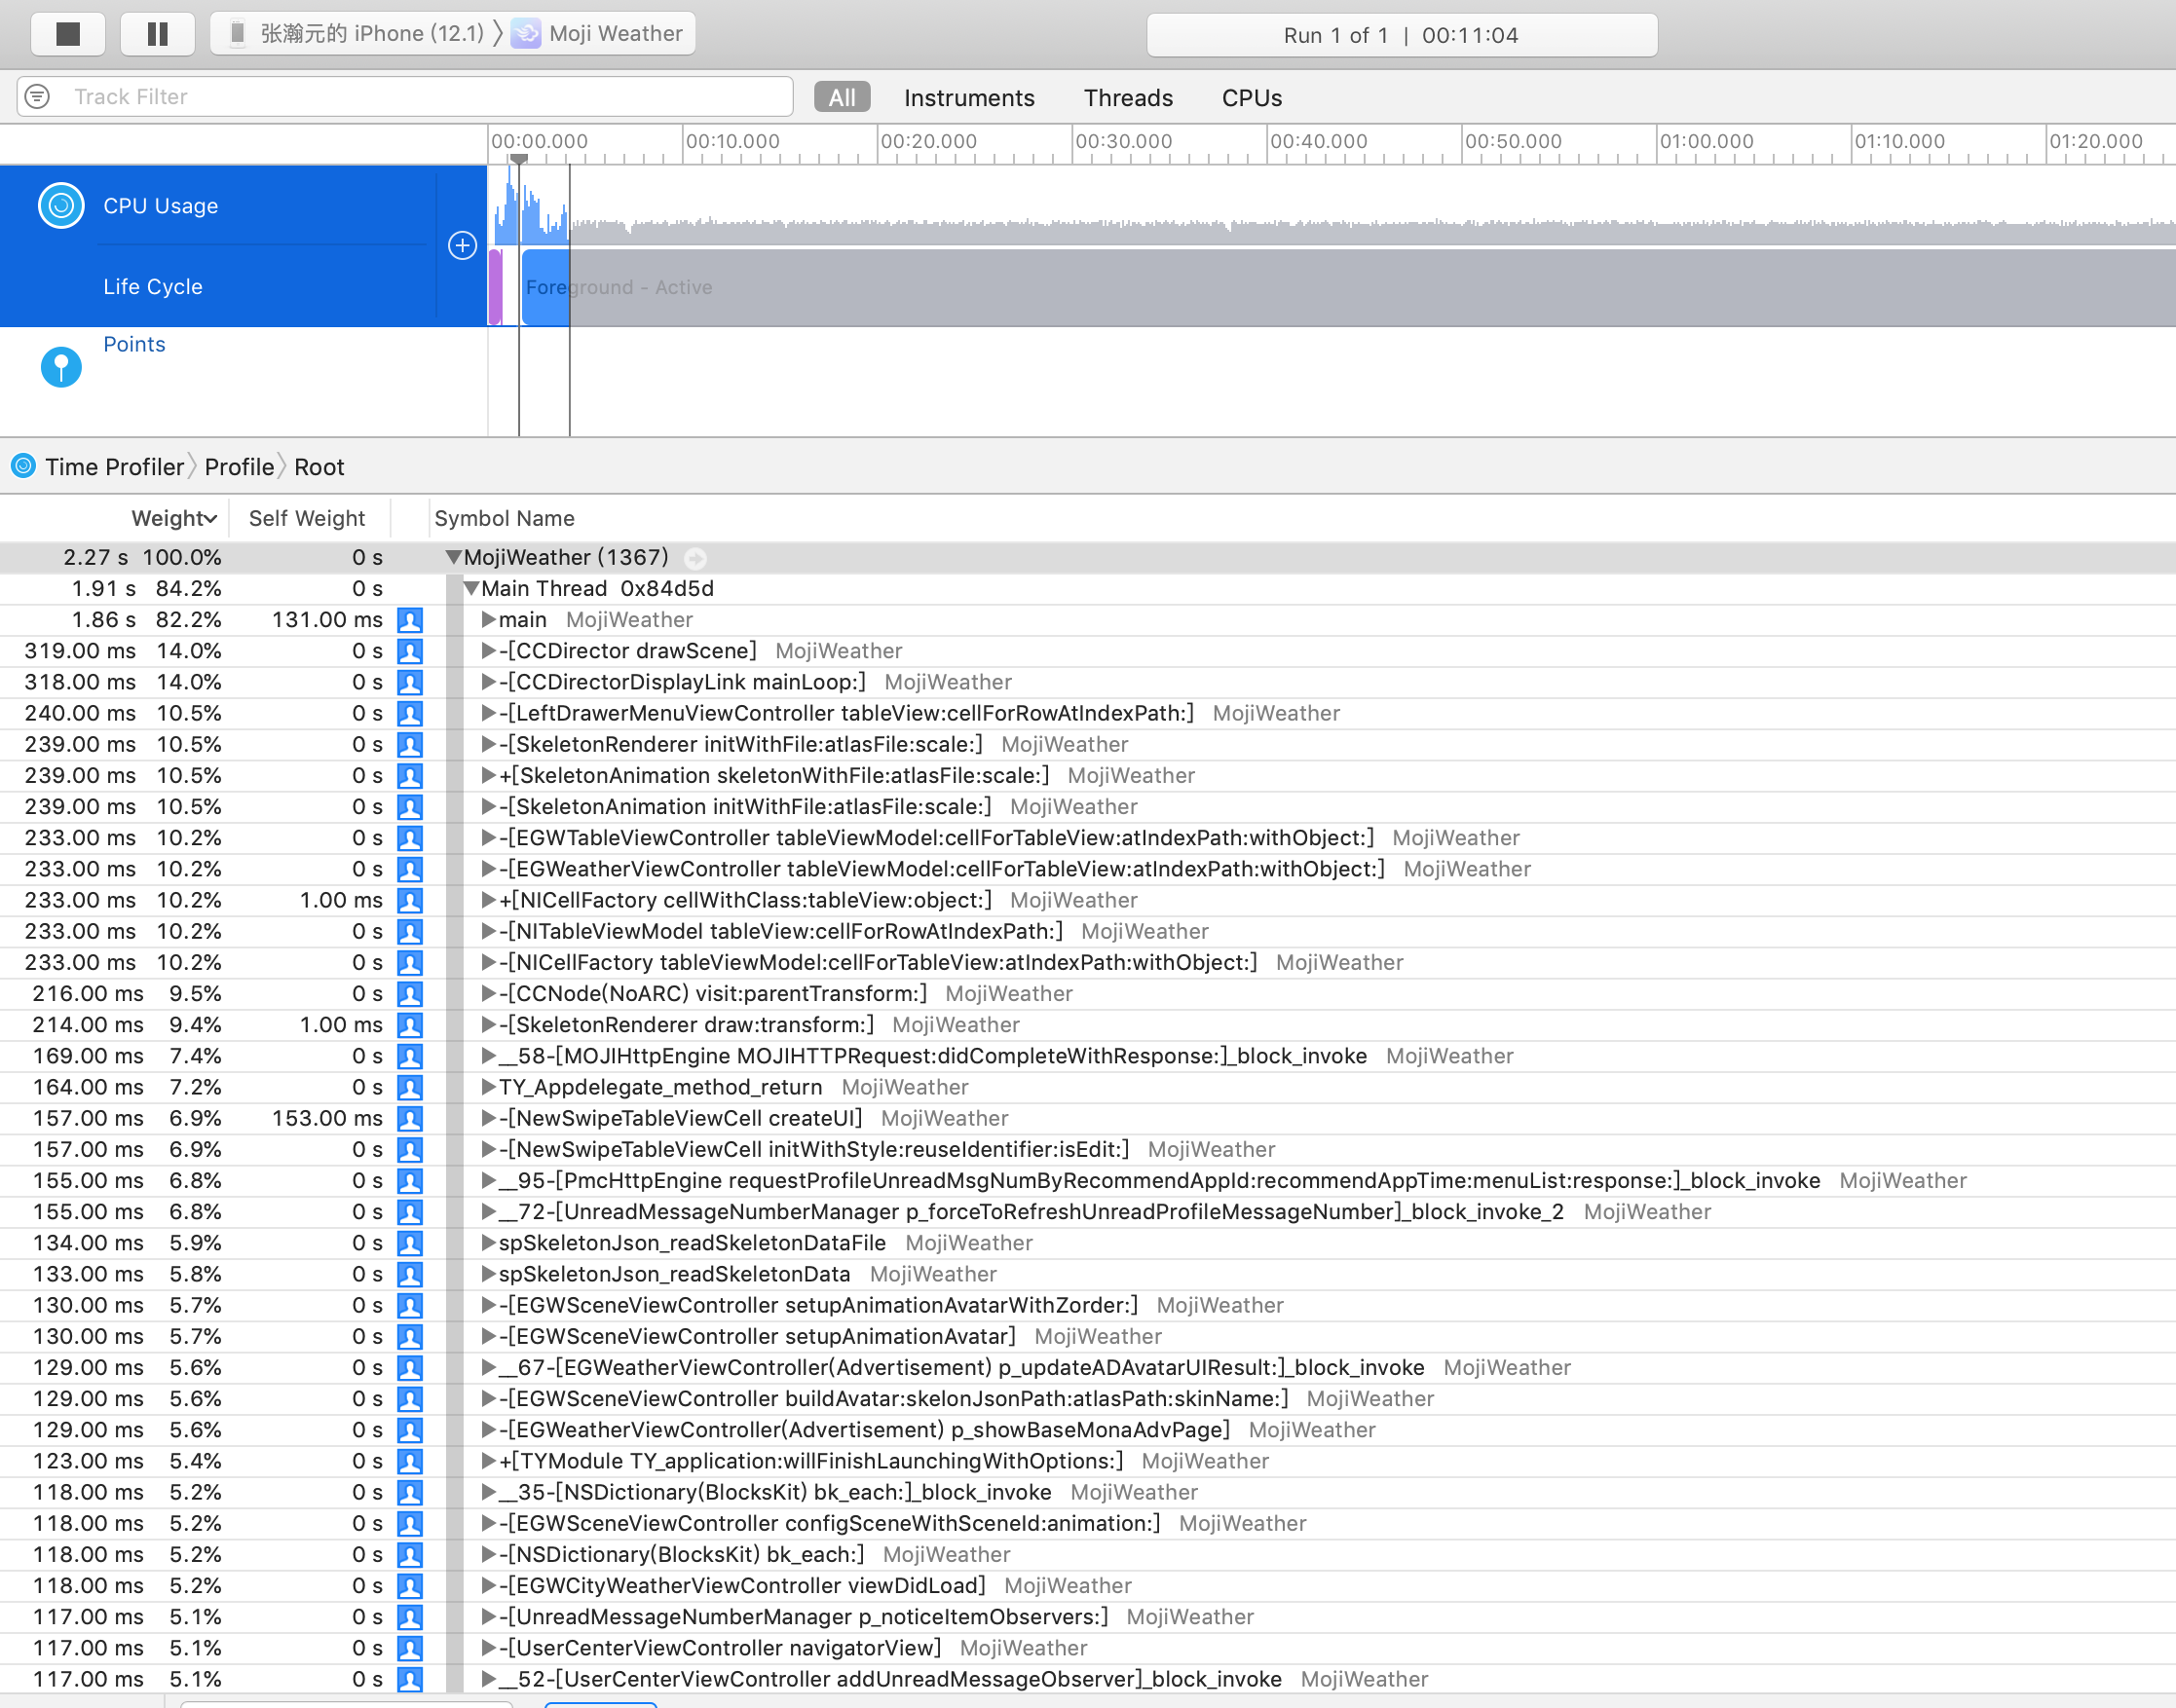 张瀚元的 iPhone (12.1) Moji Weather Run 1 of 1 | 00:11:04
Track Filter All Instruments Threads CPUs
00:00.000 00:10.000 00:20.000 00:30.000 00:40.000 00:50.000 01:00.000 01:10.000 01:20.000
CPU Usage
Life Cycle Foreground - Active
Points
Time Profiler Profile Root
Weight Self Weight Symbol Name
2.27 s 100.0% 0 s MojiWeather (1367)
1.91 s 84.2% 0 s Main Thread 0x84d5d
1.86 s 82.2% 131.00 ms main MojiWeather
319.00 ms 14.0% 0 s -[CCDirector drawScene] MojiWeather
318.00 ms 14.0% 0 s -[CCDirectorDisplayLink mainLoop:] MojiWeather
240.00 ms 10.5% 0 s -[LeftDrawerMenuViewController tableView:cellForRowAtIndexPath:] MojiWeather
239.00 ms 10.5% 0 s -[SkeletonRenderer initWithFile:atlasFile:scale:] MojiWeather
239.00 ms 10.5% 0 s +[SkeletonAnimation skeletonWithFile:atlasFile:scale:] MojiWeather
239.00 ms 10.5% 0 s -[SkeletonAnimation initWithFile:atlasFile:scale:] MojiWeather
233.00 ms 10.2% 0 s -[EGWTableViewController tableViewModel:cellForTableView:atIndexPath:withObject:] MojiWeather
233.00 ms 10.2% 0 s -[EGWeatherViewController tableViewModel:cellForTableView:atIndexPath:withObject:] MojiWeather
233.00 ms 10.2% 1.00 ms +[NICellFactory cellWithClass:tableView:object:] MojiWeather
233.00 ms 10.2% 0 s -[NITableViewModel tableView:cellForRowAtIndexPath:] MojiWeather
233.00 ms 10.2% 0 s -[NICellFactory tableViewModel:cellForTableView:atIndexPath:withObject:] MojiWeather
216.00 ms 9.5% 0 s -[CCNode(NoARC) visit:parentTransform:] MojiWeather
214.00 ms 9.4% 1.00 ms -[SkeletonRenderer draw:transform:] MojiWeather
169.00 ms 7.4% 0 s __58-[MOJIHttpEngine MOJIHTTPRequest:didCompleteWithResponse:]_block_invoke MojiWeather
164.00 ms 7.2% 0 s TY_Appdelegate_method_return MojiWeather
157.00 ms 6.9% 153.00 ms -[NewSwipeTableViewCell createUI] MojiWeather
157.00 ms 6.9% 0 s -[NewSwipeTableViewCell initWithStyle:reuseIdentifier:isEdit:] MojiWeather
155.00 ms 6.8% 0 s __95-[PmcHttpEngine requestProfileUnreadMsgNumByRecommendAppId:recommendAppTime:menuList:response:]_block_invoke MojiWeather
155.00 ms 6.8% 0 s __72-[UnreadMessageNumberManager p_forceToRefreshUnreadProfileMessageNumber]_block_invoke_2 MojiWeather
134.00 ms 5.9% 0 s spSkeletonJson_readSkeletonDataFile MojiWeather
133.00 ms 5.8% 0 s spSkeletonJson_readSkeletonData MojiWeather
130.00 ms 5.7% 0 s -[EGWSceneViewController setupAnimationAvatarWithZorder:] MojiWeather
130.00 ms 5.7% 0 s -[EGWSceneViewController setupAnimationAvatar] MojiWeather
129.00 ms 5.6% 0 s __67-[EGWeatherViewController(Advertisement) p_updateADAvatarUIResult:]_block_invoke MojiWeather
129.00 ms 5.6% 0 s -[EGWSceneViewController buildAvatar:skelonJsonPath:atlasPath:skinName:] MojiWeather
129.00 ms 5.6% 0 s -[EGWeatherViewController(Advertisement) p_showBaseMonaAdvPage] MojiWeather
123.00 ms 5.4% 0 s +[TYModule TY_application:willFinishLaunchingWithOptions:] MojiWeather
118.00 ms 5.2% 0 s __35-[NSDictionary(BlocksKit) bk_each:]_block_invoke MojiWeather
118.00 ms 5.2% 0 s -[EGWSceneViewController configSceneWithSceneId:animation:] MojiWeather
118.00 ms 5.2% 0 s -[NSDictionary(BlocksKit) bk_each:] MojiWeather
118.00 ms 5.2% 0 s -[EGWCityWeatherViewController viewDidLoad] MojiWeather
117.00 ms 5.1% 0 s -[UnreadMessageNumberManager p_noticeItemObservers:] MojiWeather
117.00 ms 5.1% 0 s -[UserCenterViewController navigatorView] MojiWeather
117.00 ms 5.1% 0 s __52-[UserCenterViewController addUnreadMessageObserver]_block_invoke MojiWeather